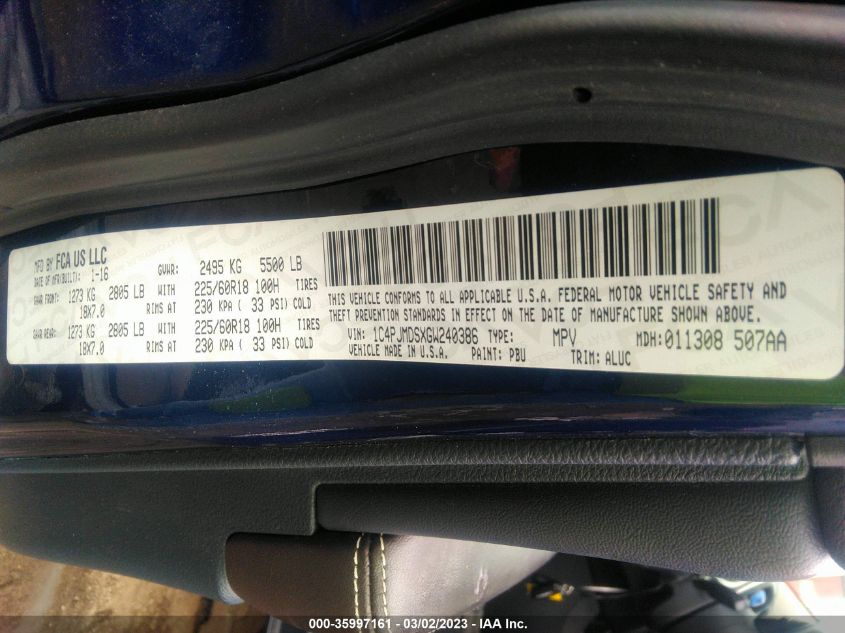 MFD BY FCA US LLC
DATE OF MFR(BUILT): 1-16 GVWR: 2495 KG 5500 LB
GAWR FRONT: 1273 KG 2805 LB WITH 225/60R18 100H TIRES
18X7.0 RIMS AT 230 KPA ( 33 PSI) COLD
GAWR REAR: 1273 KG 2805 LB WITH 225/60R18 100H TIRES
18X7.0 RIMS AT 230 KPA ( 33 PSI) COLD
THIS VEHICLE CONFORMS TO ALL APPLICABLE U.S.A. FEDERAL MOTOR VEHICLE SAFETY AND
THEFT PREVENTION STANDARDS IN EFFECT ON THE DATE OF MANUFACTURE SHOWN ABOVE.
VIN: 1C4PJMDSXGW240386 TYPE: MPV MDH: 011308 507AA
VEHICLE MADE IN U.S.A. PAINT: PBU TRIM: ALUC
000-35997161 - 03/02/2023 - IAA Inc.